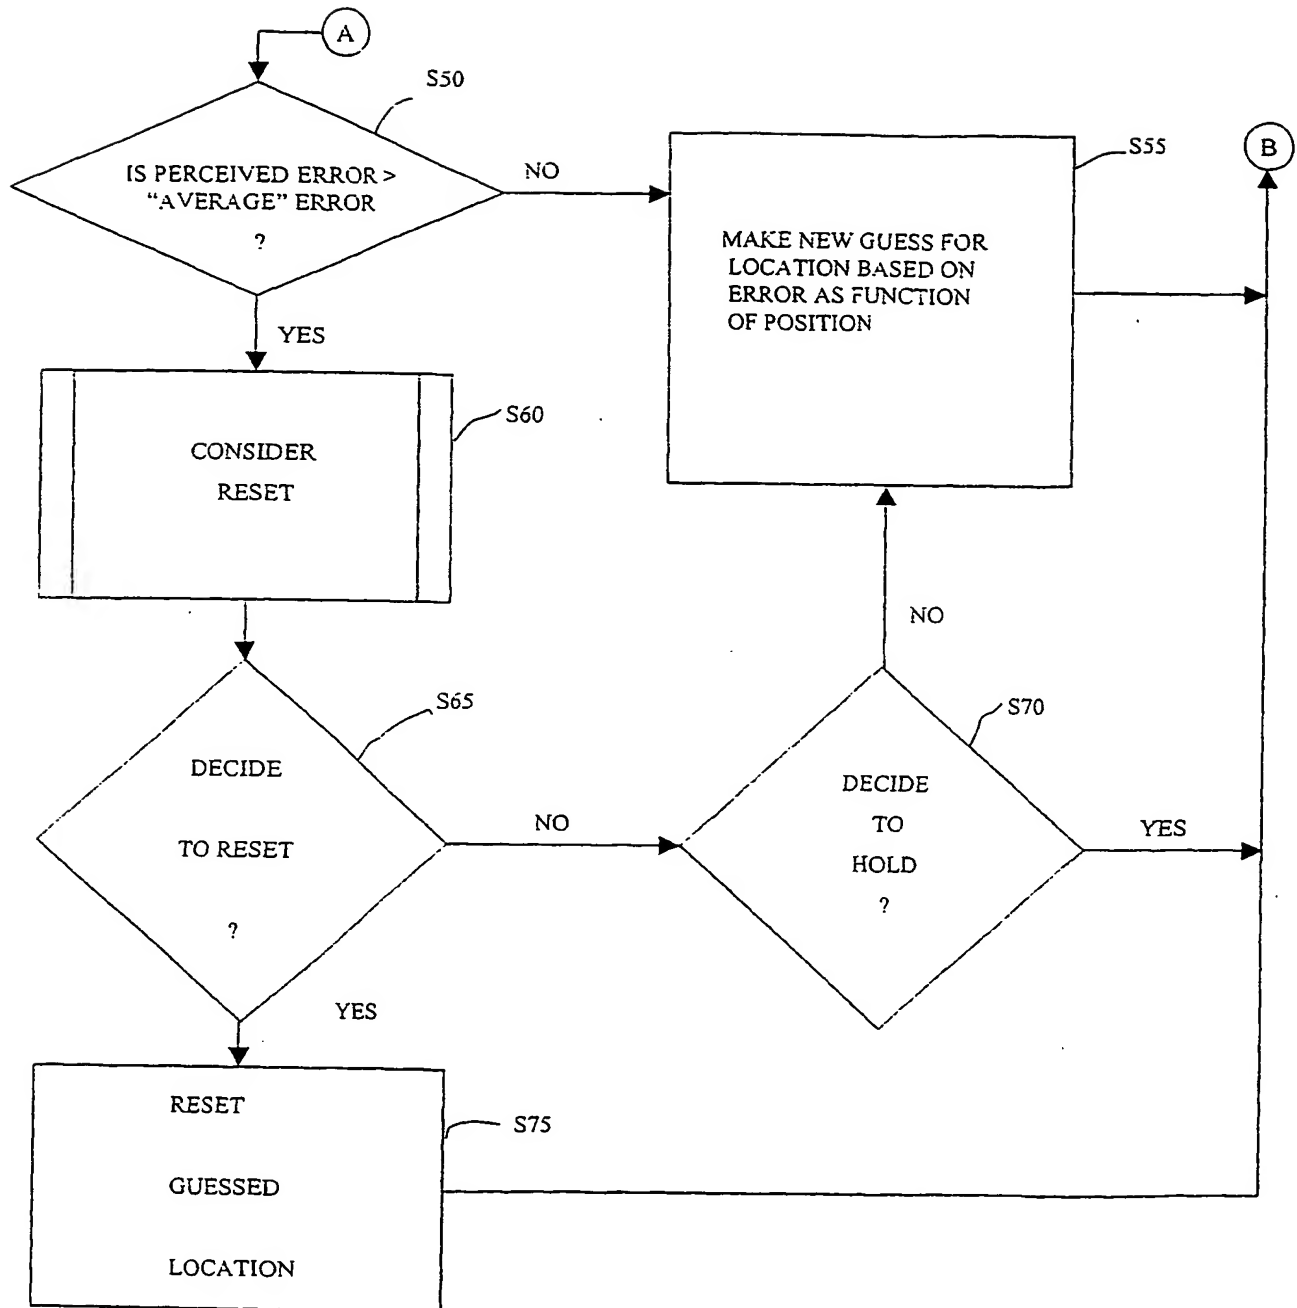 A
S50
IS PERCEIVED ERROR >
“AVERAGE” ERROR
?
NO
YES
S55
B
MAKE NEW GUESS FOR
LOCATION BASED ON
ERROR AS FUNCTION
OF POSITION
S60
CONSIDER
RESET
NO
S65
DECIDE
TO RESET
?
NO
S70
DECIDE
TO
HOLD
?
YES
YES
RESET
GUESSED
LOCATION
S75